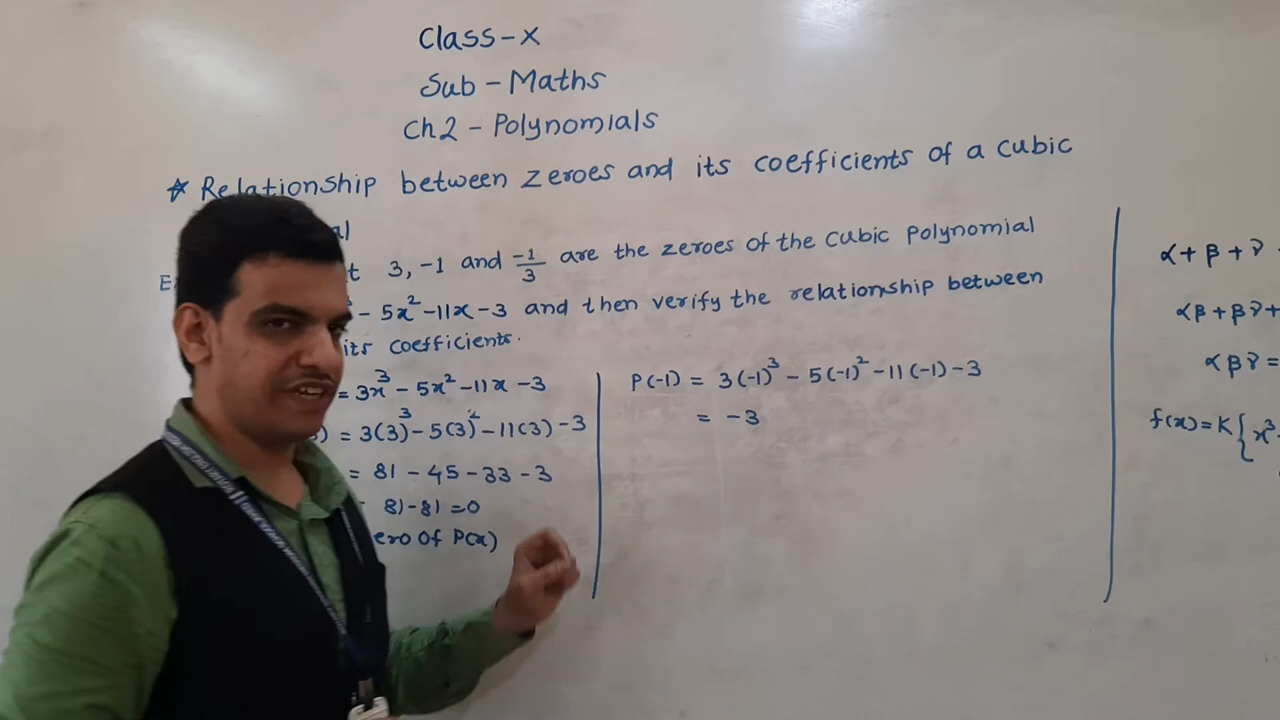 Class-X
Sub - Maths
Ch2 - Polynomials
☆ Relationship between zeroes and its coefficients of a cubic
al
3, -1 and -1/3 are the zeroes of the cubic polynomial
- 5x² -11x -3 and then verify the relationship between
its coefficients.
= 3x³ - 5x² -11x -3
) = 3(3)³ - 5(3)² - 11(3) - 3
= 81 - 45 - 33 - 3
81 - 81 = 0
ero Of P(x)
P(-1) = 3(-1)³ - 5(-1)² - 11(-1) - 3
= -3
α + β + γ
αβ + βγ +
αβγ =
f(x) = K{x³